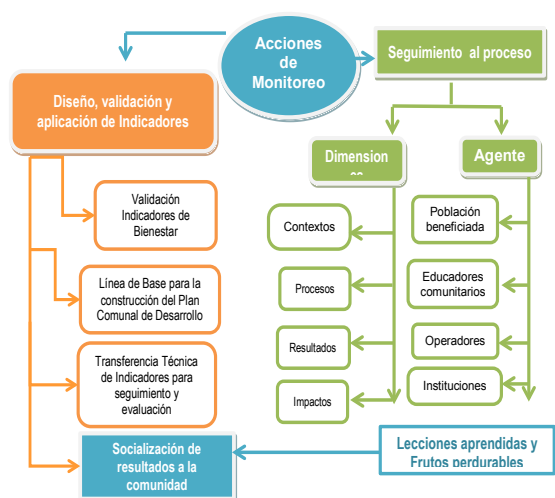 Acciones
de
Monitoreo
Seguimiento al proceso
Diseño, validación y
aplicación de Indicadores
Dimension
Agente
Validación
Indicadores de
Bienestar
Línea de Base para la
construcción del Plan
Comunal de Desarrollo
Transferencia Técnica
de Indicadores para
seguimiento y
evaluación
Contextos
Procesos
Resultados
Impactos
Población
beneficiada
Educadores
comunitarios
Operadores
Instituciones
Socialización de
resultados a la
comunidad
Lecciones aprendidas y
Frutos perdurables